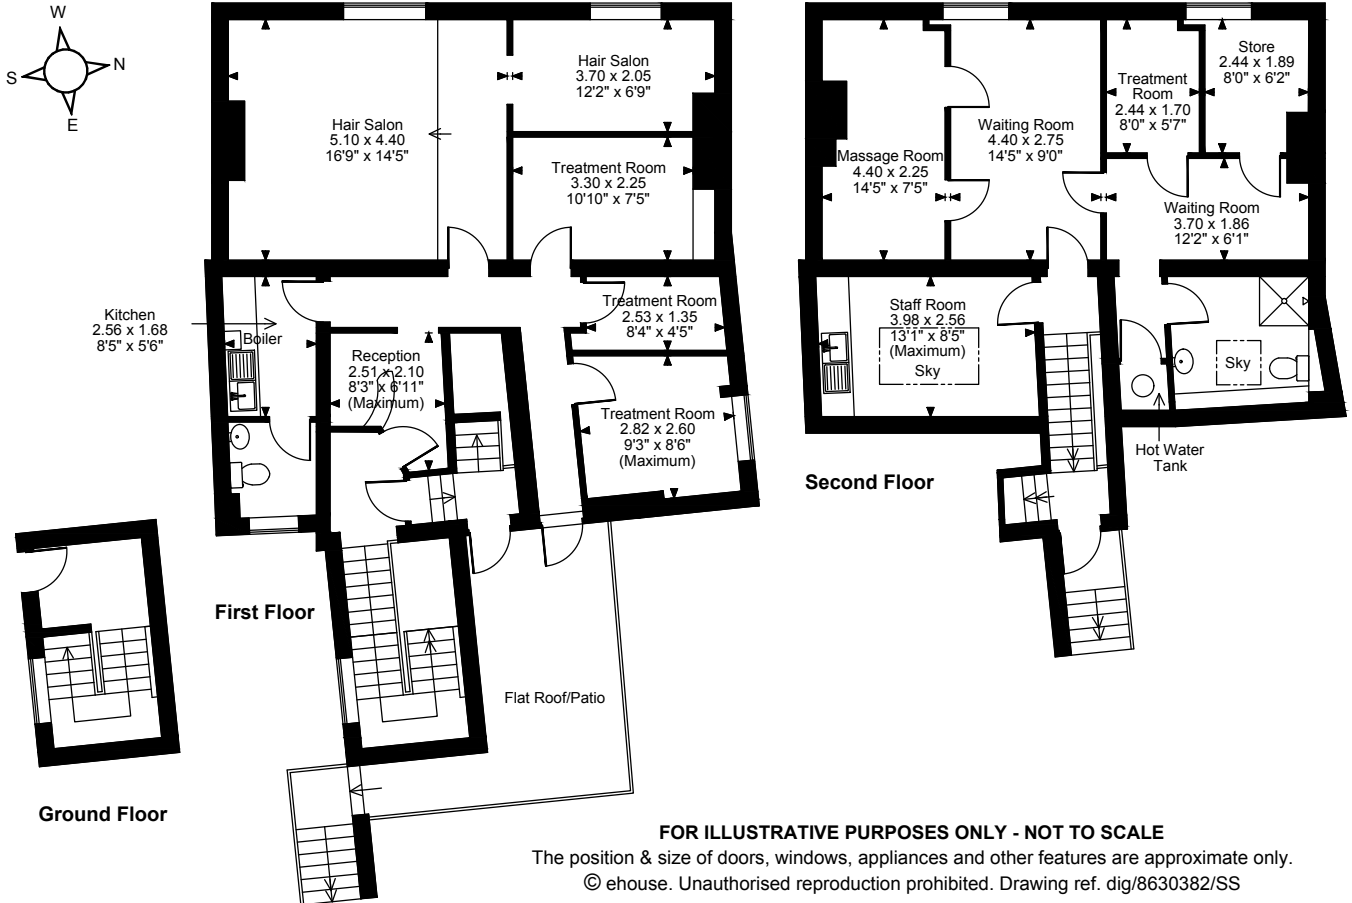 W
S
N
E
Hair Salon
5.10 x 4.40
16'9" x 14'5"
Hair Salon
3.70 x 2.05
12'2" x 6'9"
Treatment Room
3.30 x 2.25
10'10" x 7'5"
Kitchen
2.56 x 1.68
8'5" x 5'6"
Boiler
Reception
2.51 x 2.10
8'3" x 6'11"
(Maximum)
Treatment Room
2.53 x 1.35
8'4" x 4'5"
Treatment Room
2.82 x 2.60
9'3" x 8'6"
(Maximum)
First Floor
Flat Roof/Patio
Ground Floor
Massage Room
4.40 x 2.25
14'5" x 7'5"
Waiting Room
4.40 x 2.75
14'5" x 9'0"
Treatment
Room
2.44 x 1.70
8'0" x 5'7"
Store
2.44 x 1.89
8'0" x 6'2"
Waiting Room
3.70 x 1.86
12'2" x 6'1"
Staff Room
3.98 x 2.56
13'1" x 8'5"
(Maximum)
Sky
Sky
Hot Water
Tank
Second Floor
FOR ILLUSTRATIVE PURPOSES ONLY - NOT TO SCALE
The position & size of doors, windows, appliances and other features are approximate only.
© ehouse. Unauthorised reproduction prohibited. Drawing ref. dig/8630382/SS